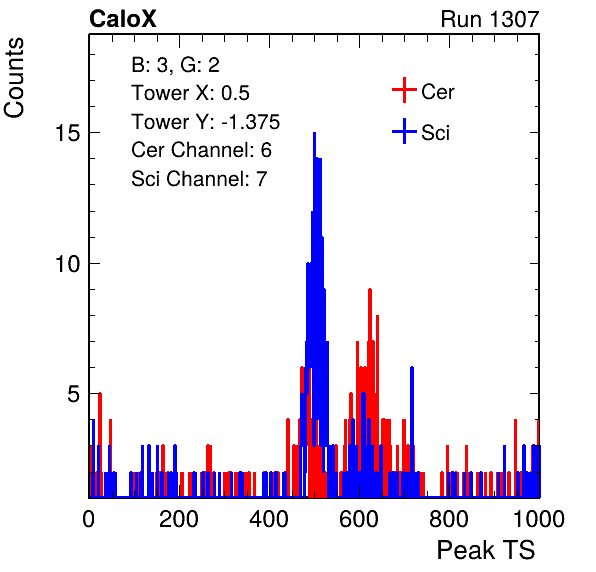 CaloX
Run 1307
Counts
B: 3, G: 2
Tower X: 0.5
Tower Y: -1.375
Cer Channel: 6
Sci Channel: 7
Cer
Sci
15
10
5
0 200 400 600 800 1000
Peak TS